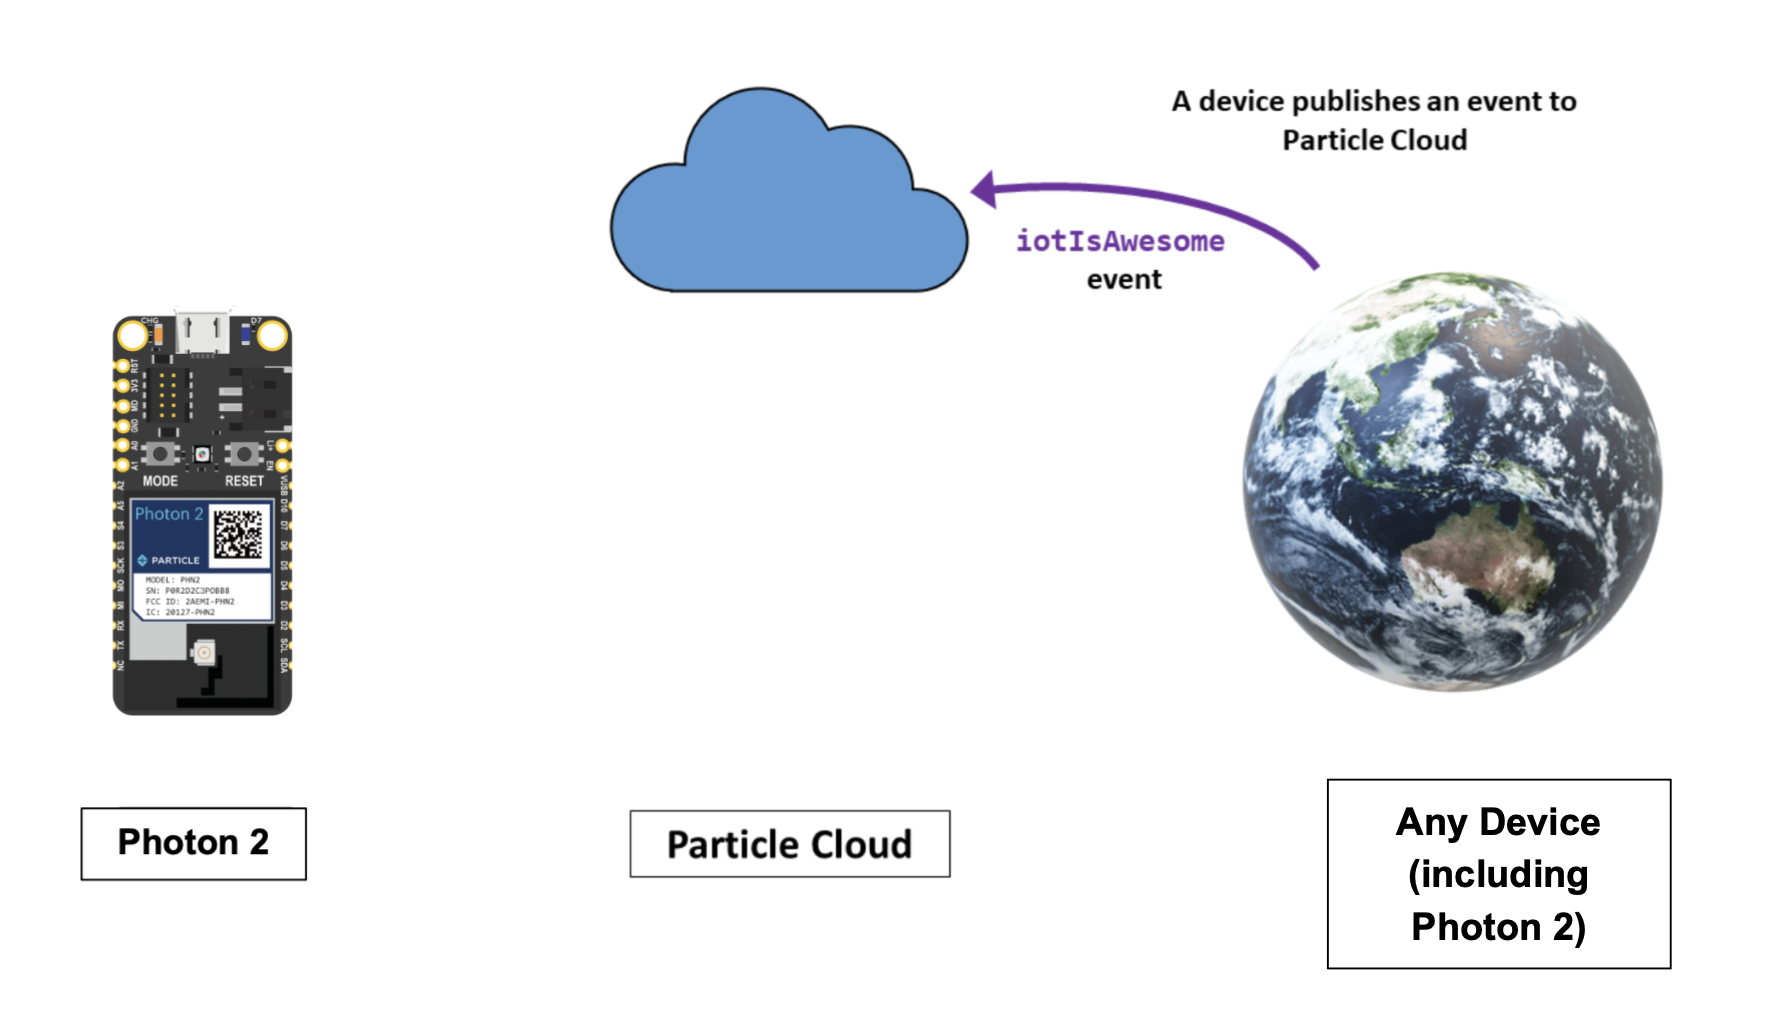 A device publishes an event to
Particle Cloud
iotIsAwesome
event
CHG
D7
RST
3V3
MD
GND
A0
A1
A2
A5
S4
S3
SCK
MO
MI
RX
TX
NC
Li+
EN
VUSB
D10
D7
D6
D5
D4
D3
D2
SCL
SDA
MODE
RESET
Photon 2
PARTICLE
MODEL: PHN2
SN: P0R2D2C3POBB8
FCC ID: 2AEMI-PHN2
IC: 20127-PHN2
Photon 2
Particle Cloud
Any Device
(including
Photon 2)